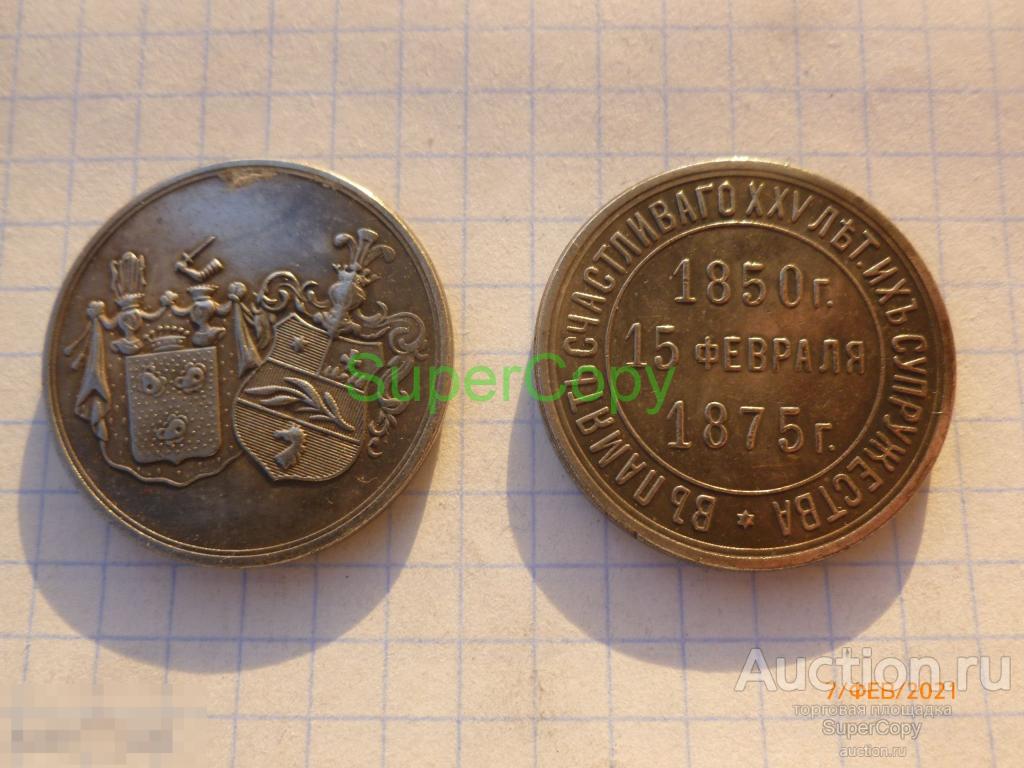 ВЪ ПАМЯТЬ СЧАСТЛИВАГО XXV ЛѢТ. ИХЪ СУПРУЖЕСТВА
1850 г.
15 ФЕВРАЛЯ
1875 г.
SuperCopy
Auction.ru
7/ФЕВ/2021
торговая площадка
SuperCopy
auction.ru